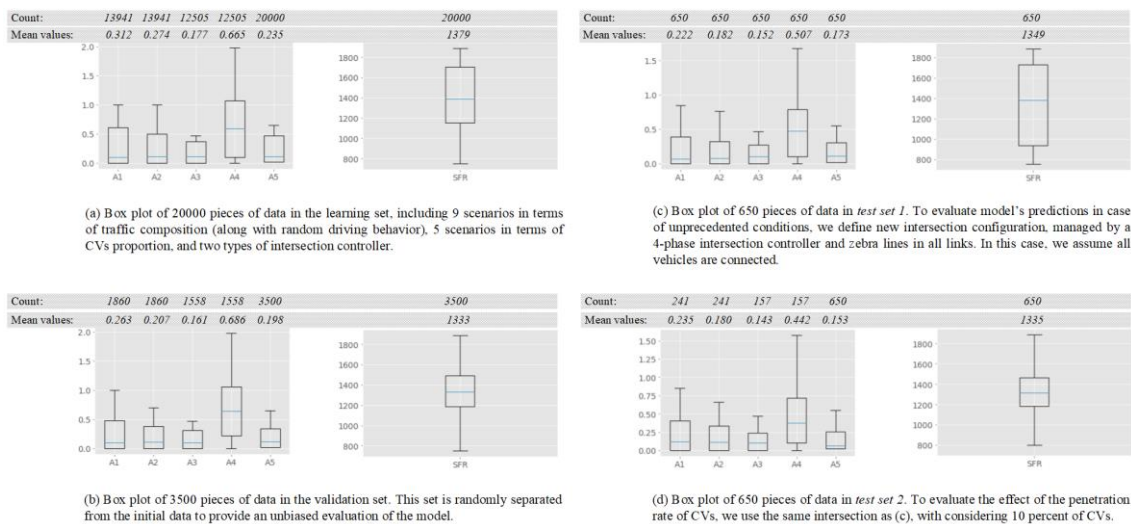 Count: 13941 13941 12505 12505 20000 20000
Mean values: 0.312 0.274 0.177 0.665 0.235 1379
2.0
1.5
1.0
0.5
0.0
A1 A2 A3 A4 A5
1800
1600
1400
1200
1000
800
SFR
(a) Box plot of 20000 pieces of data in the learning set, including 9 scenarios in terms
of traffic composition (along with random driving behavior), 5 scenarios in terms of
CVs proportion, and two types of intersection controller.
Count: 650 650 650 650 650 650
Mean values: 0.222 0.182 0.152 0.507 0.173 1349
1.5
1.0
0.5
0.0
A1 A2 A3 A4 A5
1800
1600
1400
1200
1000
800
SFR
(c) Box plot of 650 pieces of data in test set 1. To evaluate model's predictions in case
of unprecedented conditions, we define new intersection configuration, managed by a
4-phase intersection controller and zebra lines in all links. In this case, we assume all
vehicles are connected.
Count: 1860 1860 1558 1558 3500 3500
Mean values: 0.263 0.207 0.161 0.686 0.198 1333
2.0
1.5
1.0
0.5
0.0
A1 A2 A3 A4 A5
1800
1600
1400
1200
1000
800
SFR
(b) Box plot of 3500 pieces of data in the validation set. This set is randomly separated
from the initial data to provide an unbiased evaluation of the model.
Count: 241 241 157 157 650 650
Mean values: 0.235 0.180 0.143 0.442 0.153 1335
1.50
1.25
1.00
0.75
0.50
0.25
0.00
A1 A2 A3 A4 A5
1800
1600
1400
1200
1000
800
SFR
(d) Box plot of 650 pieces of data in test set 2. To evaluate the effect of the penetration
rate of CVs, we use the same intersection as (c), with considering 10 percent of CVs.